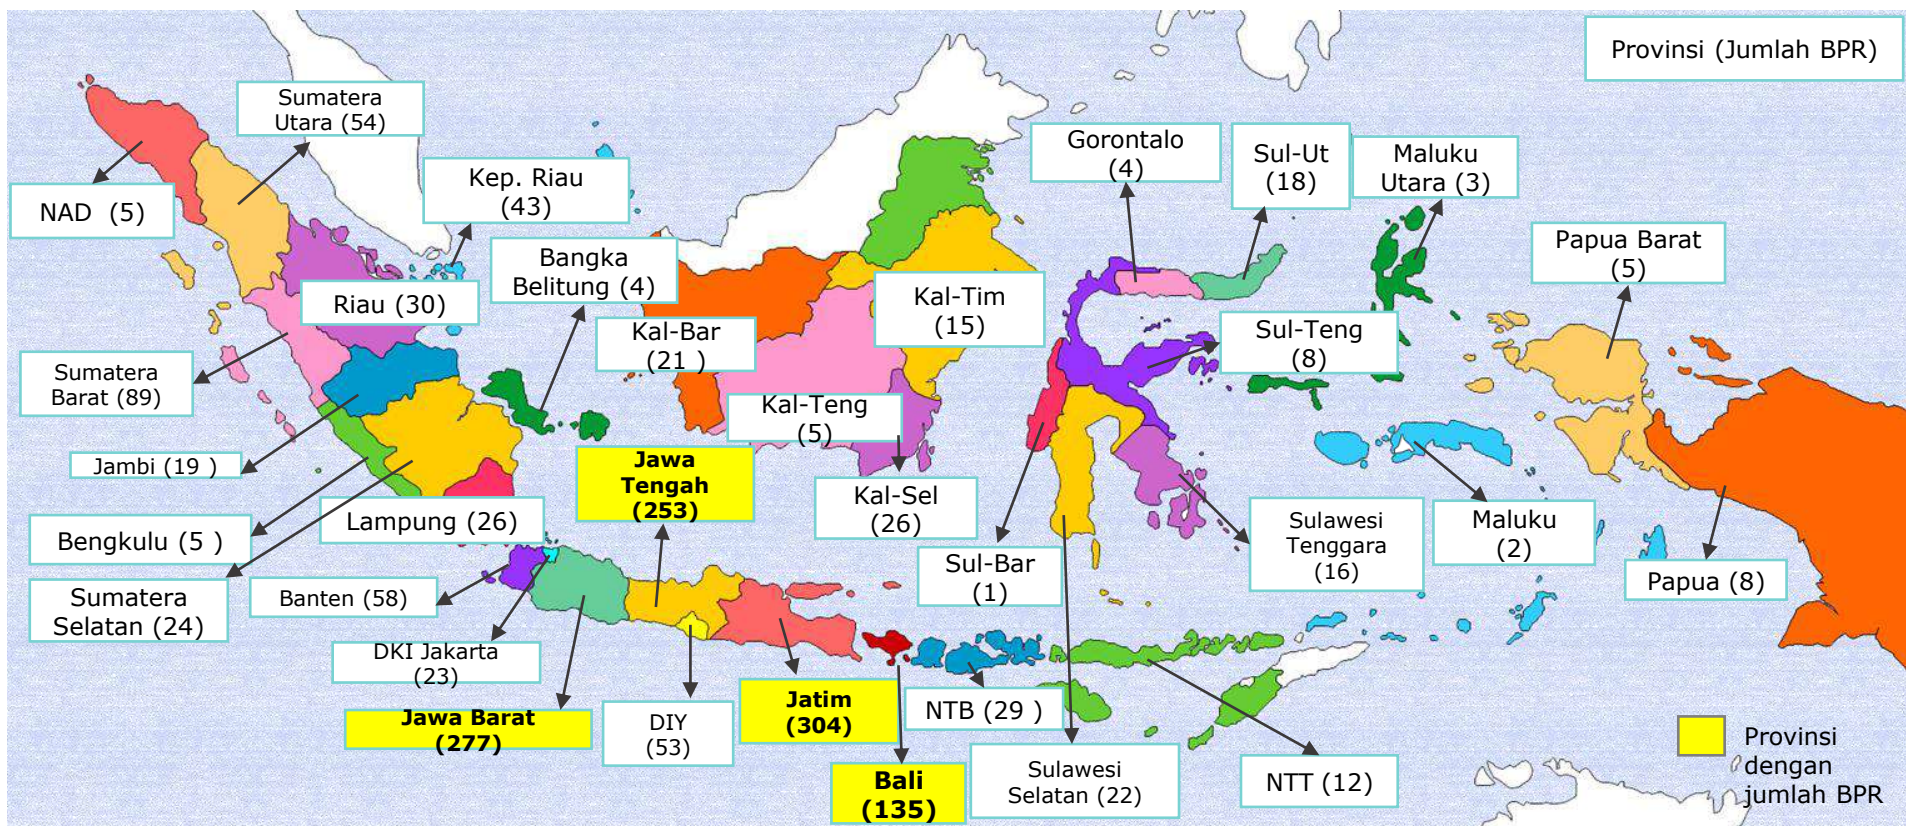 Provinsi (Jumlah BPR)
Sumatera
Utara (54)
NAD  (5)
Kep. Riau
(43)
Gorontalo
(4)
Sul-Ut
(18)
Maluku
Utara (3)
Papua Barat
(5)
Bangka
Belitung (4)
Riau (30)
Kal-Bar
(21 )
Kal-Tim
(15)
Sul-Teng
(8)
Sumatera
Barat (89)
Kal-Teng
(5)
Jambi (19 )
Jawa
Tengah
(253)
Kal-Sel
(26)
Lampung (26)
Bengkulu (5 )
Sul-Bar
(1)
Sulawesi
Tenggara
(16)
Maluku
(2)
Papua (8)
Sumatera
Selatan (24)
Banten (58)
DKI Jakarta
(23)
Jawa Barat
(277)
DIY
(53)
Jatim
(304)
NTB (29 )
Bali
(135)
Sulawesi
Selatan (22)
NTT (12)
Provinsi
dengan
jumlah BPR